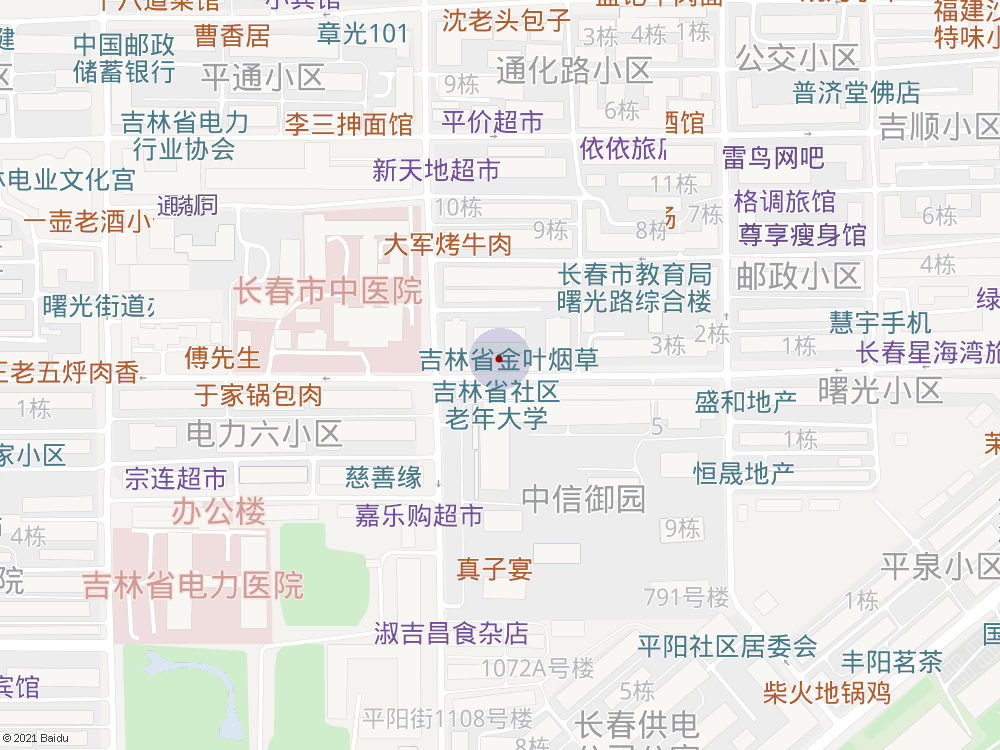 十八道菜馆
小宾馆
沈老头包子
3栋
4栋
1栋
中国邮政
储蓄银行
曹香居
章光101
平通小区
9栋
通化路小区
公交小区
特味小
6栋
普济堂佛店
吉林省电力
行业协会
李三抻面馆
平价超市
酒馆
吉顺小区
新天地超市
依依旅
雷鸟网吧
电业文化宫
11栋
一壶老酒小
10栋
9栋
8栋
7栋
格调旅馆
尊享瘦身馆
6栋
大军烤牛肉
长春市中医院
长春市教育局
曙光路综合楼
邮政小区
4栋
曙光街道
绿
2栋
慧宇手机
3栋
1栋
傅先生
吉林省金叶烟草
长春星海湾旅
王老五烀肉香
1栋
于家锅包肉
吉林省社区
老年大学
盛和地产
曙光小区
电力六小区
5
1栋
家小区
宗连超市
慈善缘
恒晟地产
办公楼
嘉乐购超市
中信御园
4栋
9栋
真子宴
平泉小区
吉林省电力医院
院
791号楼
1栋
淑吉昌食杂店
平阳社区居委会
国
1072A号楼
丰阳茗茶
宾馆
5栋
柴火地锅鸡
平阳街1108号楼
长春供电
8栋
© 2021 Baidu